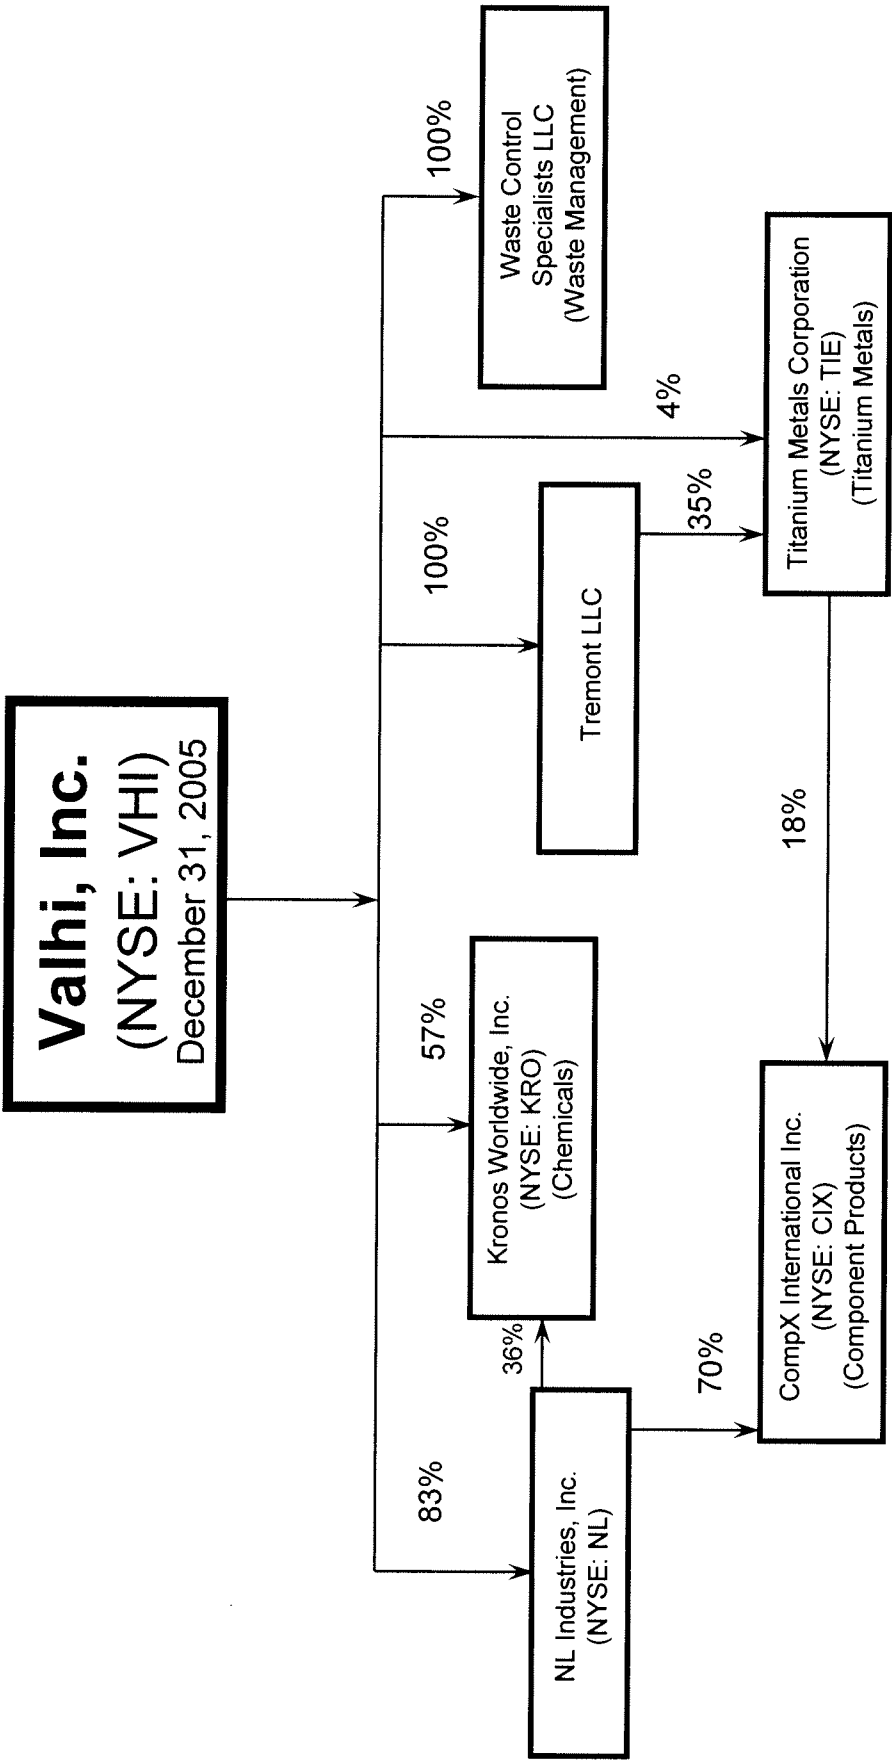 Valhi, Inc.
(NYSE: VHI)
December 31, 2005
83%
57%
100%
100%
NL Industries, Inc.
(NYSE: NL)
36%
Kronos Worldwide, Inc.
(NYSE: KRO)
(Chemicals)
Tremont LLC
4%
Waste Control
Specialists LLC
(Waste Management)
70%
35%
CompX International Inc.
(NYSE: CIX)
(Component Products)
18%
Titanium Metals Corporation
(NYSE: TIE)
(Titanium Metals)